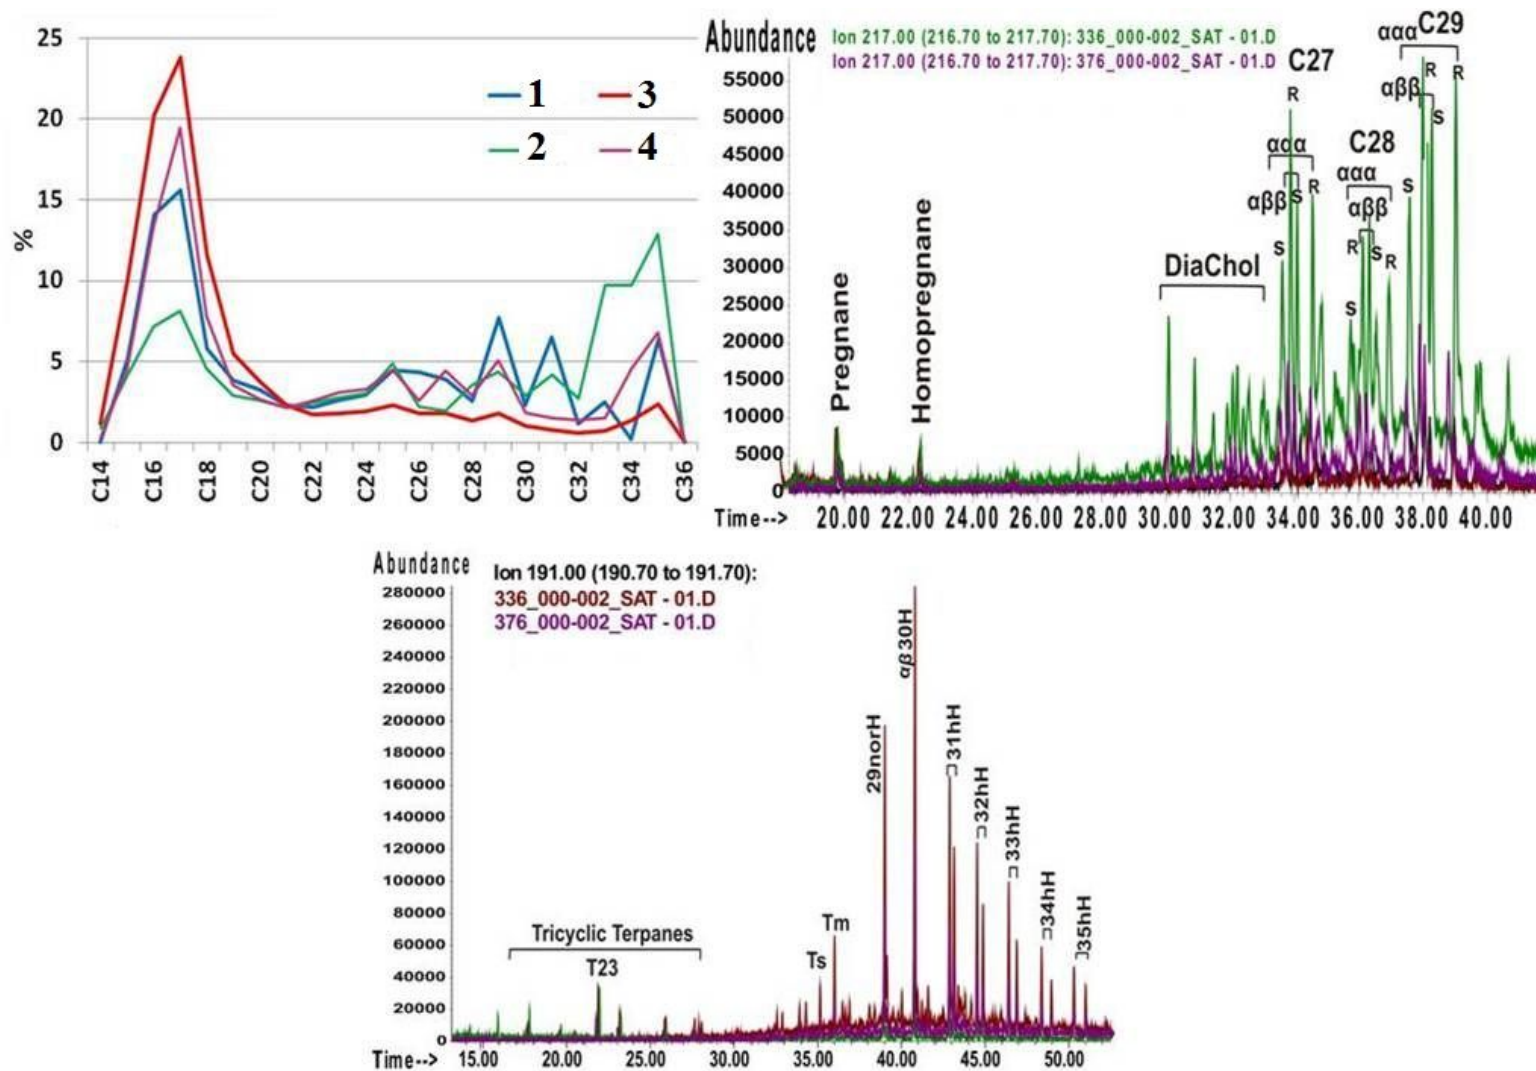 25
20
15
10
5
0
%
1
3
2
4
C14
C16
C18
C20
C22
C24
C26
C28
C30
C32
C34
C36
Abundance
Ion 217.00 (216.70 to 217.70): 336_000-002_SAT - 01.D
Ion 217.00 (216.70 to 217.70): 376_000-002_SAT - 01.D
55000
50000
45000
40000
35000
30000
25000
20000
15000
10000
5000
0
Pregnane
Homopregnane
DiaChol
C27
R
ααα
αββ
S
R
S
C28
ααα
αββ
R
S
R
S
αααC29
R
R
αββ
S
S
Time-->
20.00 22.00 24.00 26.00 28.00 30.00 32.00 34.00 36.00 38.00 40.00
Abundance
Ion 191.00 (190.70 to 191.70):
336_000-002_SAT - 01.D
376_000-002_SAT - 01.D
280000
260000
240000
220000
200000
180000
160000
140000
120000
100000
80000
60000
40000
20000
0
Tricyclic Terpanes
T23
Ts
Tm
29norH
αβ30H
31hH
32hH
33hH
34hH
35hH
Time-->
15.00 20.00 25.00 30.00 35.00 40.00 45.00 50.00